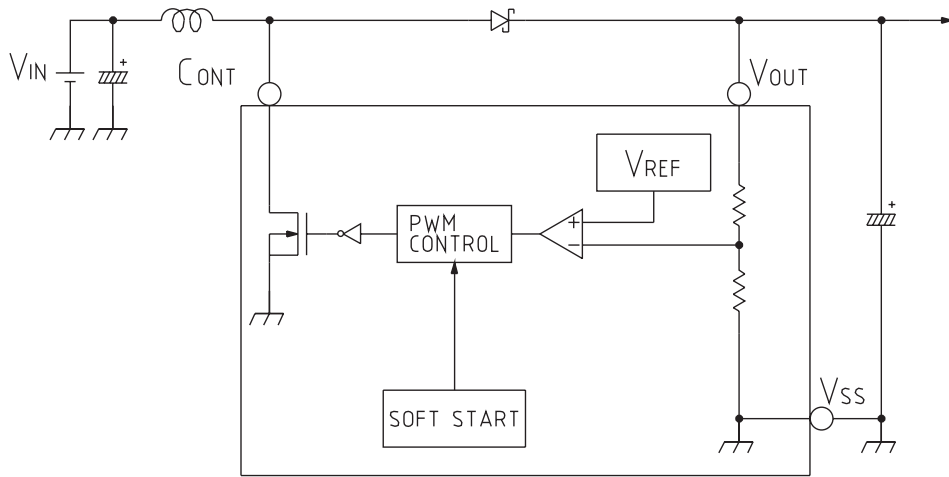 VIN
+
CONT
VOUT
VREF
+
−
PWM
CONTROL
+
SOFT START
VSS